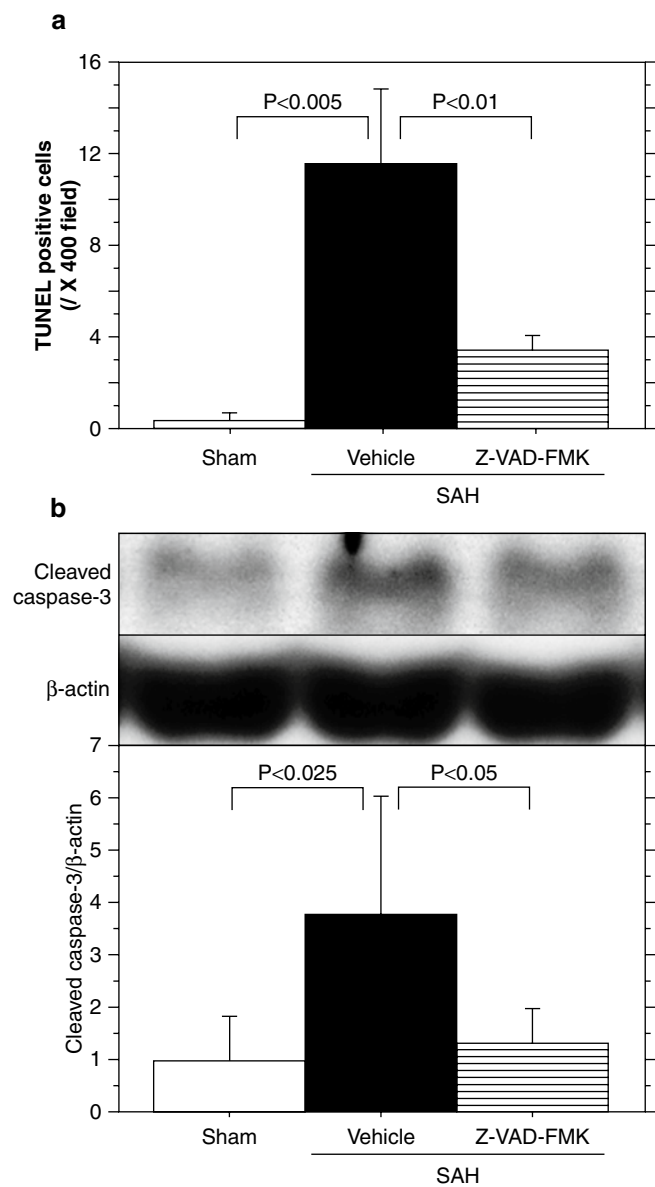 a
TUNEL positive cells
(/ X 400 field)
16
12
8
4
0
P<0.005
P<0.01
Sham
Vehicle
Z-VAD-FMK
SAH
b
Cleaved
caspase-3
β-actin
Cleaved caspase-3/β-actin
7
6
5
4
3
2
1
0
P<0.025
P<0.05
Sham
Vehicle
Z-VAD-FMK
SAH